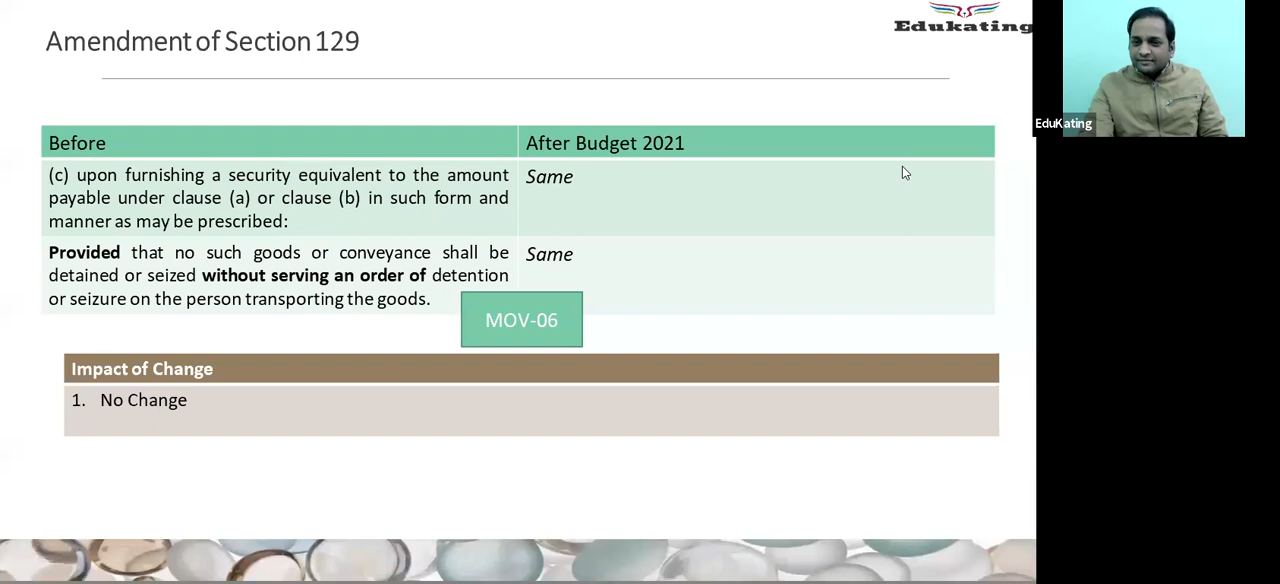 Amendment of Section 129
Edukating
EduKating
Before
After Budget 2021
(c) upon furnishing a security equivalent to the amount
payable under clause (a) or clause (b) in such form and
manner as may be prescribed:
Same
Provided that no such goods or conveyance shall be
detained or seized without serving an order of detention
or seizure on the person transporting the goods.
Same
MOV-06
Impact of Change
1. No Change